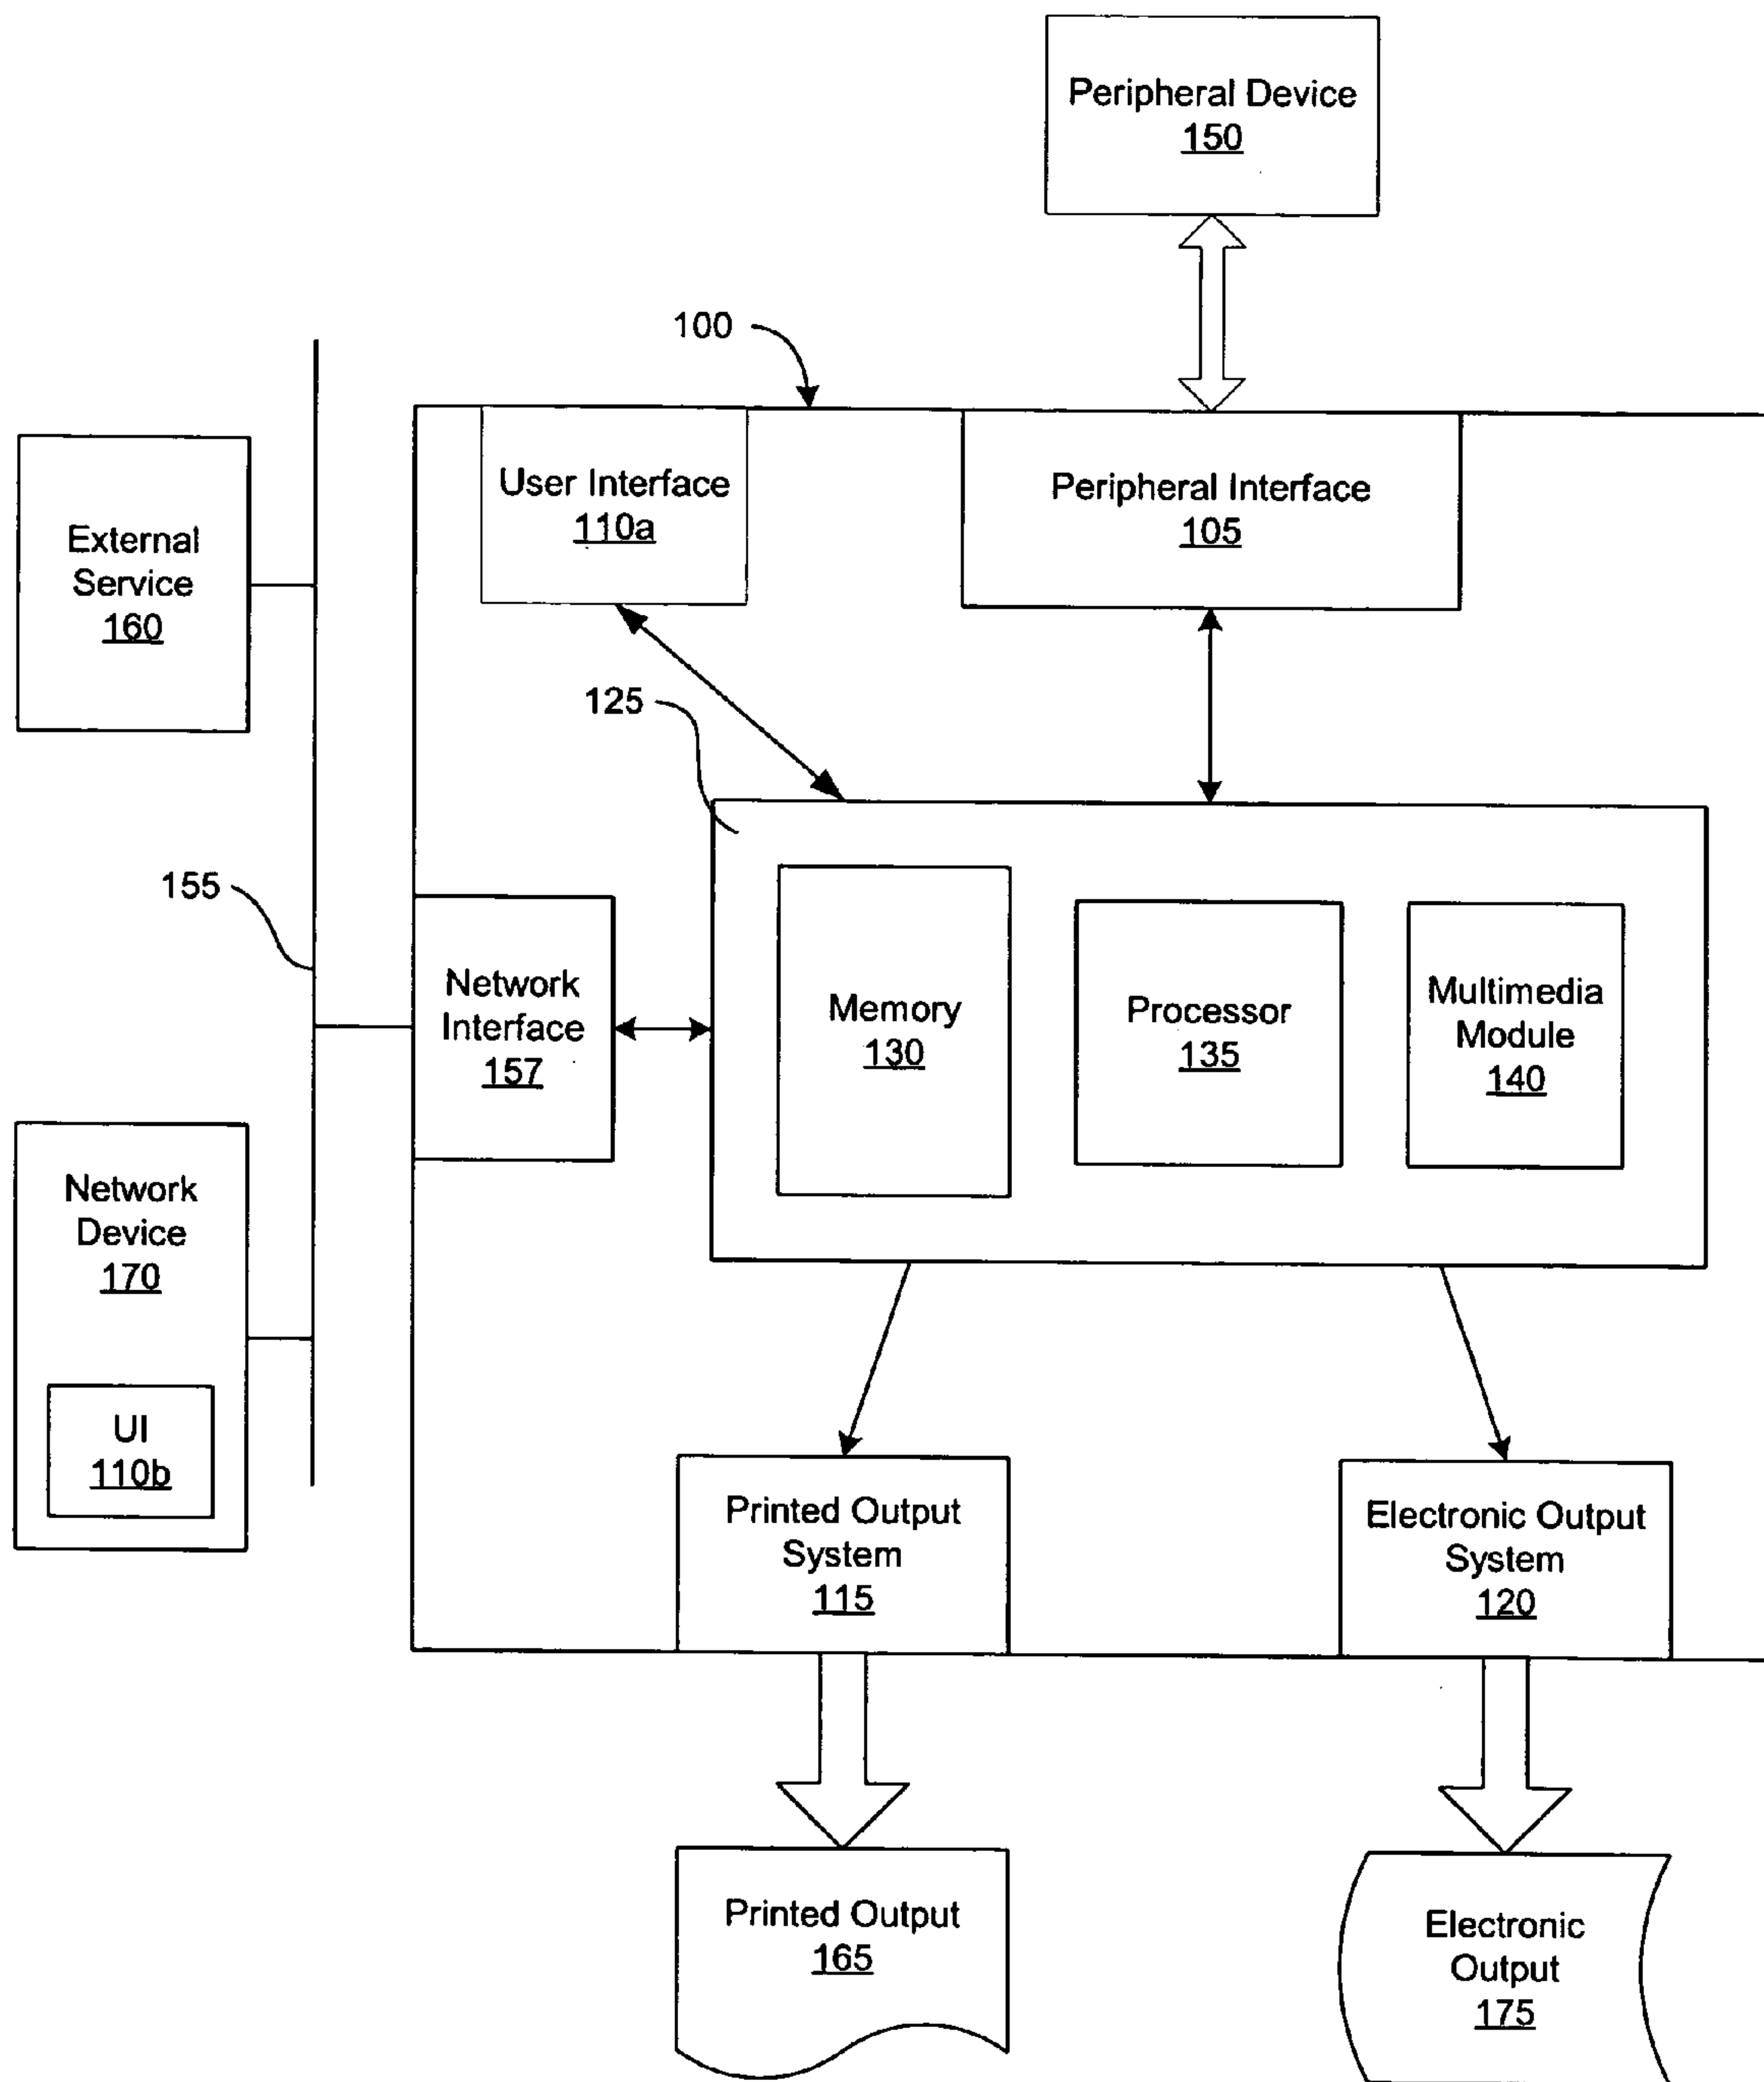 Peripheral Device
150
100
User Interface
110a
Peripheral Interface
105
External
Service
160
125
155
Network
Interface
157
Memory
130
Processor
135
Multimedia
Module
140
Network
Device
170
UI
110b
Printed Output
System
115
Electronic Output
System
120
Printed Output
165
Electronic
Output
175